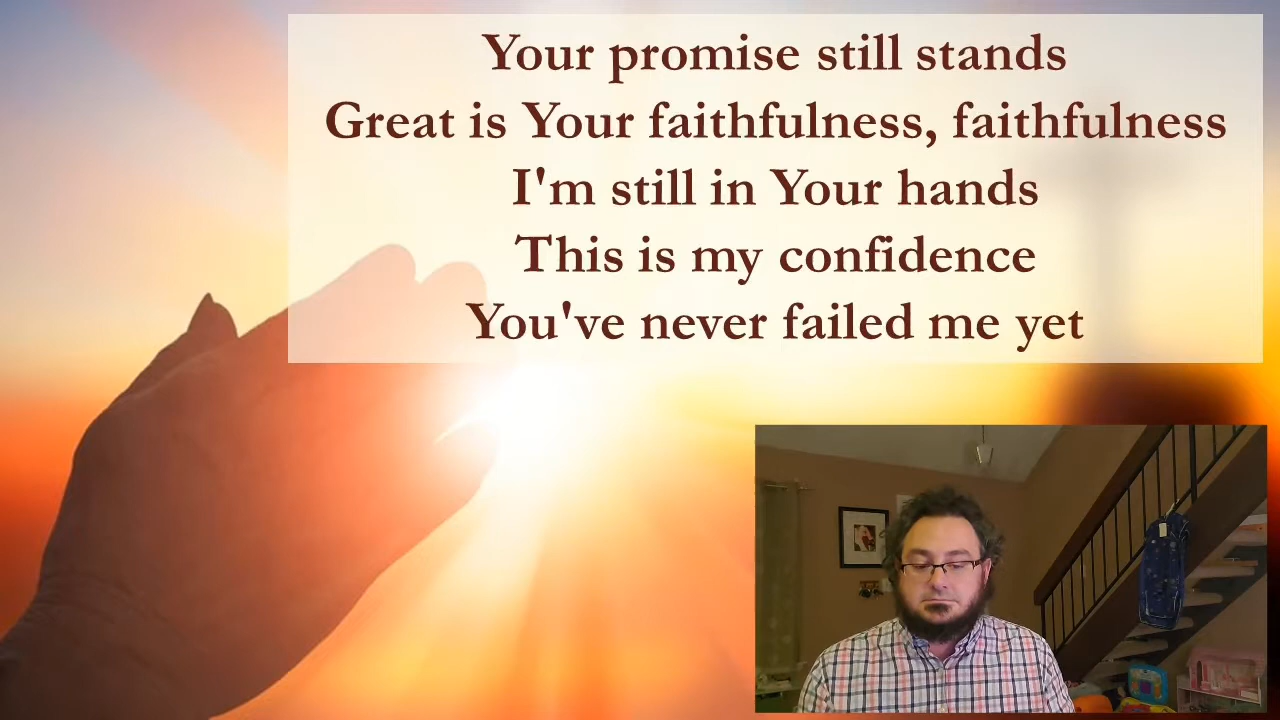 Your promise still stands
Great is Your faithfulness, faithfulness
I'm still in Your hands
This is my confidence
You've never failed me yet